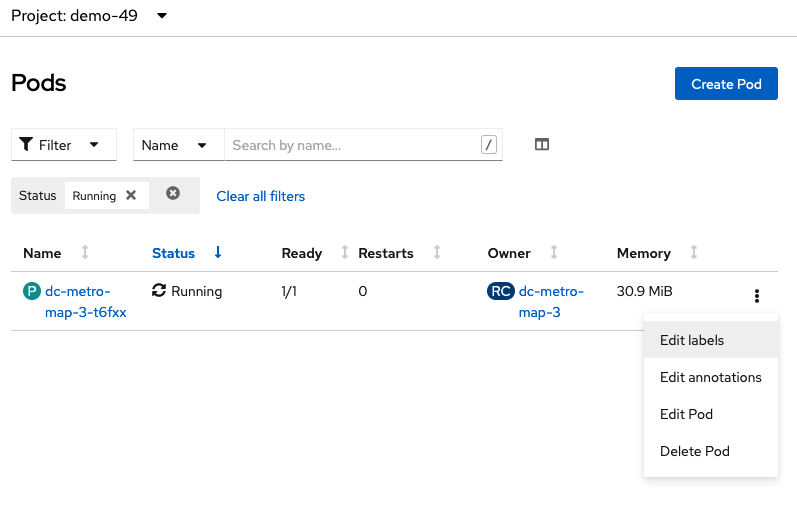 Project: demo-49
Pods
Create Pod
Filter
Name
Search by name...
/
Status
Running
Clear all filters
Name Status Ready Restarts Owner Memory
P dc-metro-map-3-t6fxx Running 1/1 0 RC dc-metro-map-3 30.9 MiB
Edit labels
Edit annotations
Edit Pod
Delete Pod